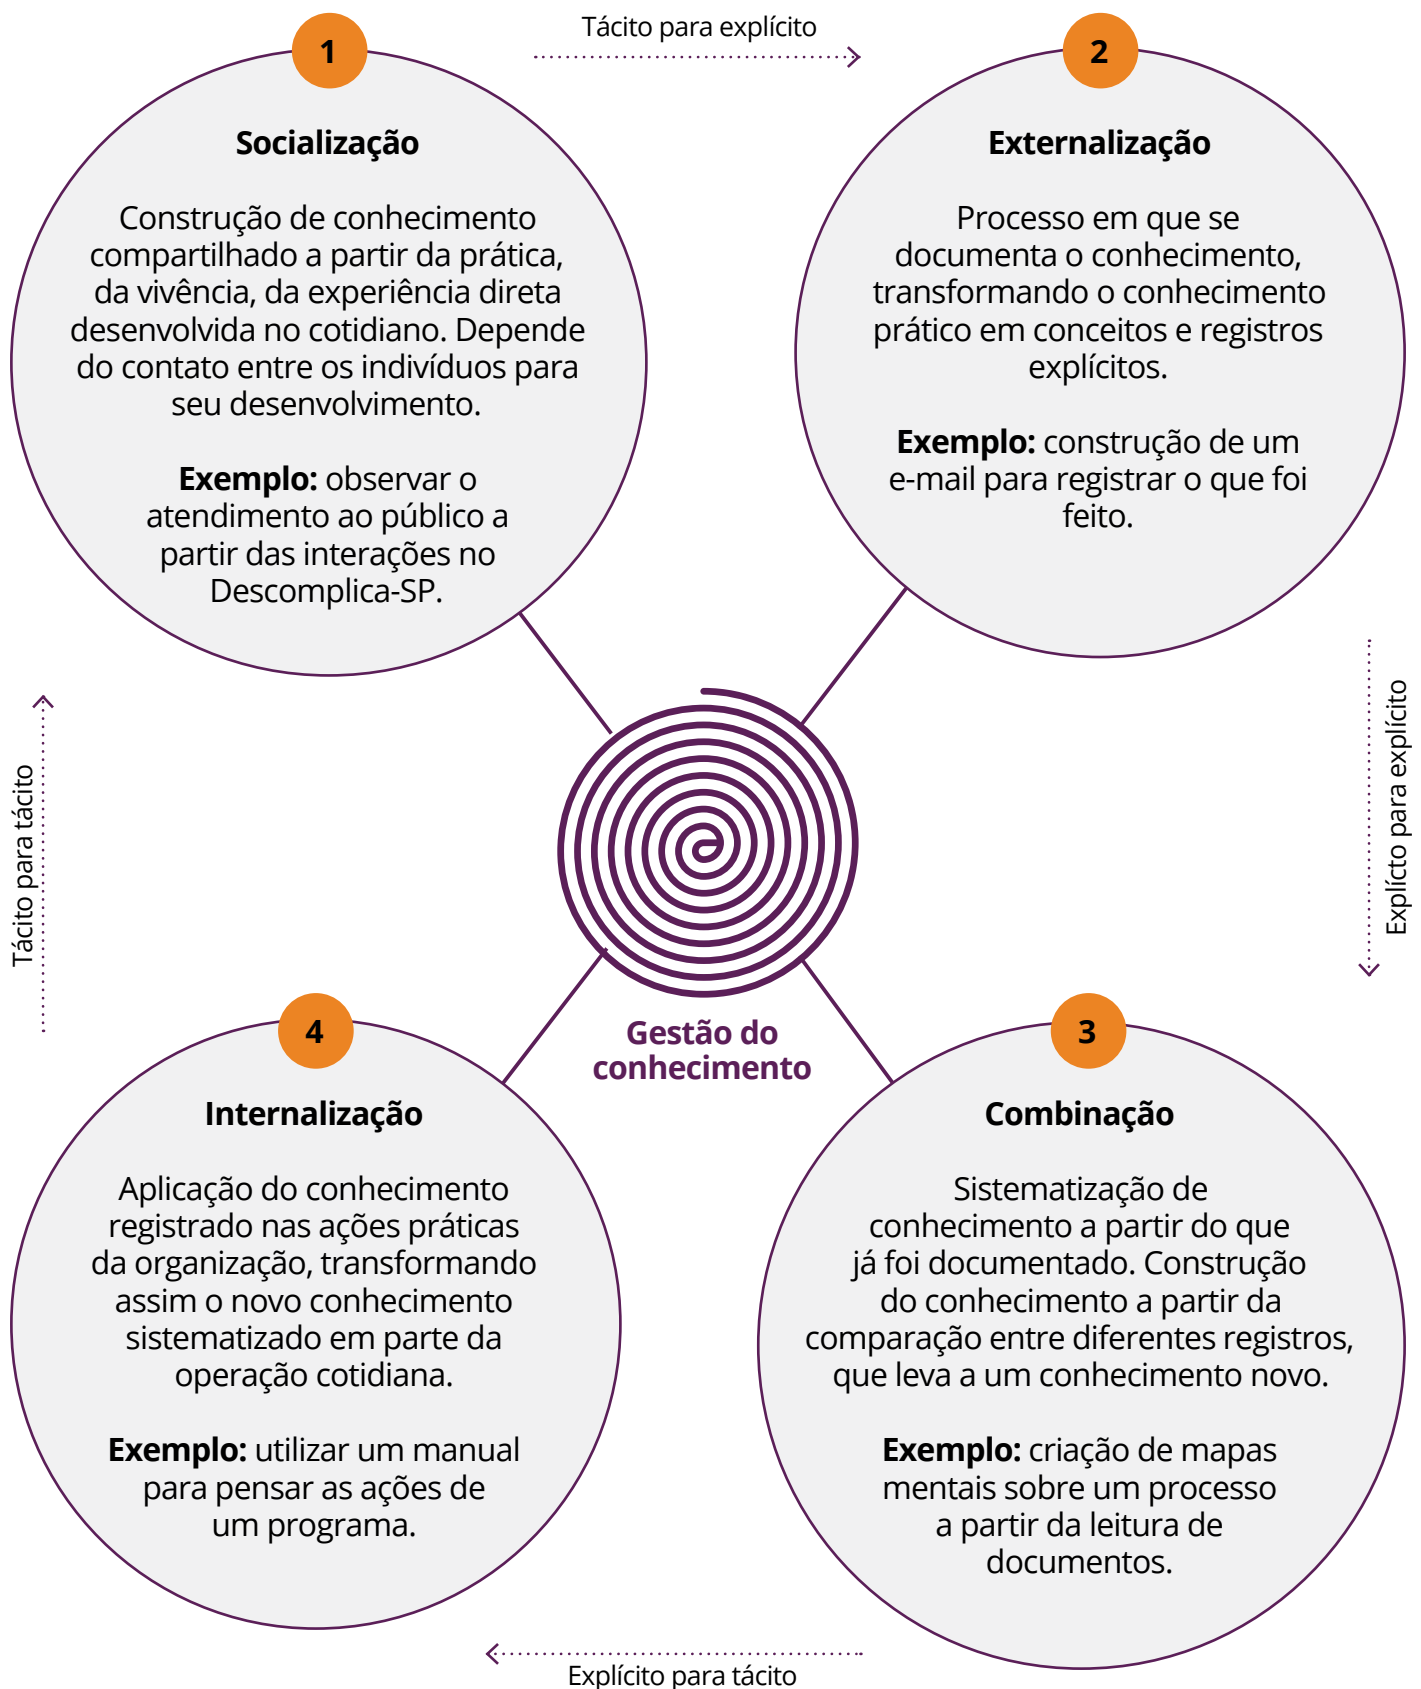 Tácito para explícito
1
Socialização
Construção de conhecimento
compartilhado a partir da prática,
da vivência, da experiência direta
desenvolvida no cotidiano. Depende
do contato entre os indivíduos para
seu desenvolvimento.
Exemplo: observar o
atendimento ao público a
partir das interações no
Descomplica-SP.
2
Externalização
Processo em que se
documenta o conhecimento,
transformando o conhecimento
prático em conceitos e registros
explícitos.
Exemplo: construção de um
e-mail para registrar o que foi
feito.
Explícto para explícito
Tácito para tácito
Gestão do
conhecimento
4
Internalização
Aplicação do conhecimento
registrado nas ações práticas
da organização, transformando
assim o novo conhecimento
sistematizado em parte da
operação cotidiana.
Exemplo: utilizar um manual
para pensar as ações de
um programa.
3
Combinação
Sistematização de
conhecimento a partir do que
já foi documentado. Construção
do conhecimento a partir da
comparação entre diferentes registros,
que leva a um conhecimento novo.
Exemplo: criação de mapas
mentais sobre um processo
a partir da leitura de
documentos.
Explícito para tácito